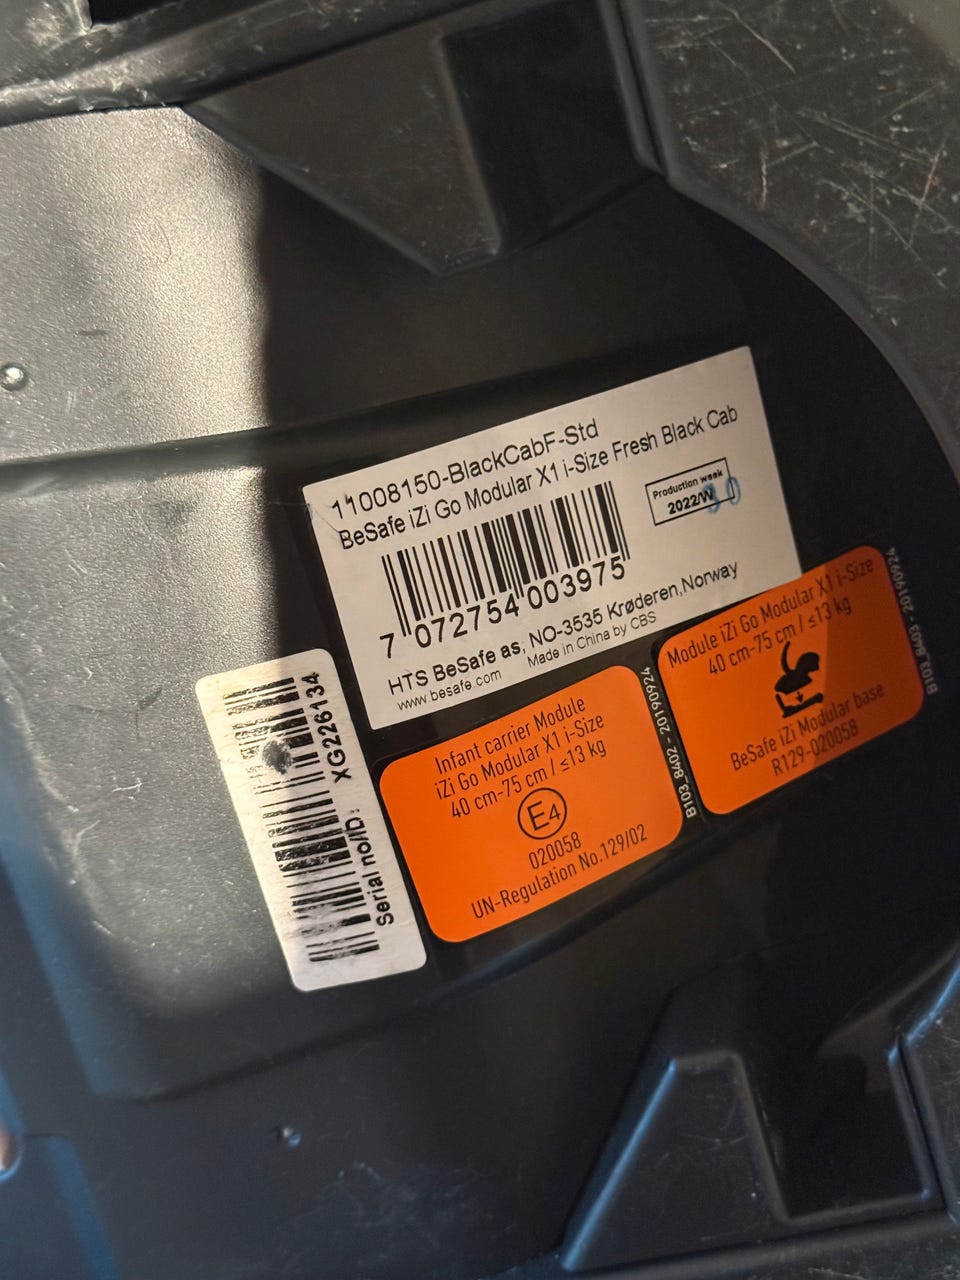 11008150-BlackCabF-Std
BeSafe iZi Go Modular X1 i-Size Fresh Black Cab
Production week
2022/W 30
7 072754 003975
HTS BeSafe as, NO-3535 Krøderen,Norway
www.besafe.com Made in China by CBS
Serial no/ID: XG226134
Infant carrier Module
iZi Go Modular X1 i-Size
40 cm-75 cm / ≤13 kg
E4
020058
UN-Regulation No.129/02
B103_8402 - 20190924
Module iZi Go Modular X1 i-Size
40 cm-75 cm / ≤13 kg
BeSafe iZi Modular base
R129-020058
B103_8403 - 20190924